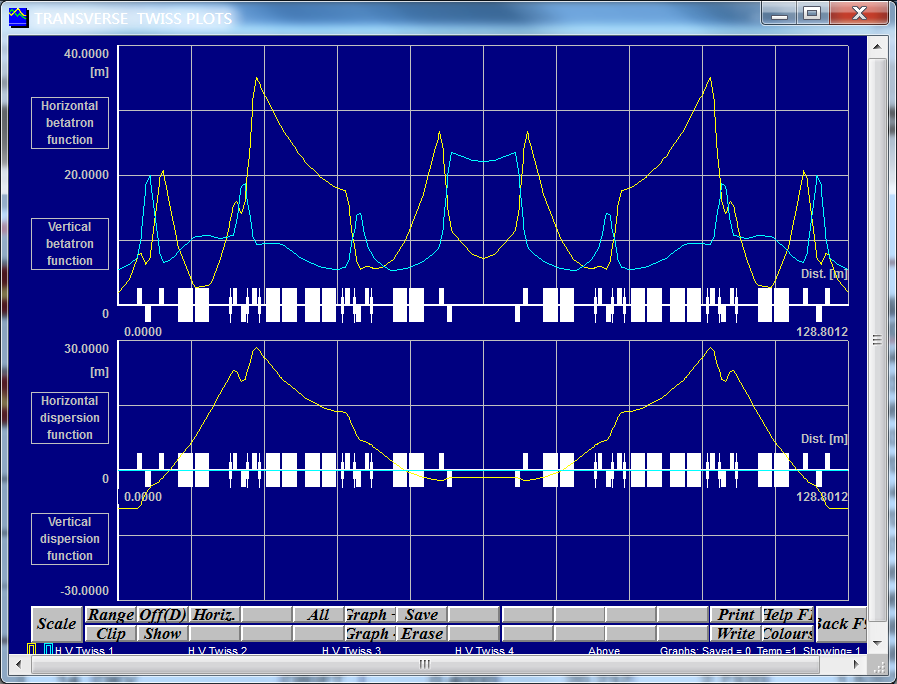 TRANSVERSE TWISS PLOTS
40.0000
[m]
Horizontal
betatron
function
20.0000
Vertical
betatron
function
Dist. [m]
0
0.0000 128.8012
30.0000
[m]
Horizontal
dispersion
function
Dist. [m]
0
0.0000 128.8012
Vertical
dispersion
function
-30.0000
Scale Range Off(D) Horiz. All Graph + Save Print Help F1 Back F9
Clip Show Graph - Erase Write Colours
H V Twiss 1 H V Twiss 2 H V Twiss 3 H V Twiss 4 Above Graphs: Saved = 0 Temp =1 Showing= 1